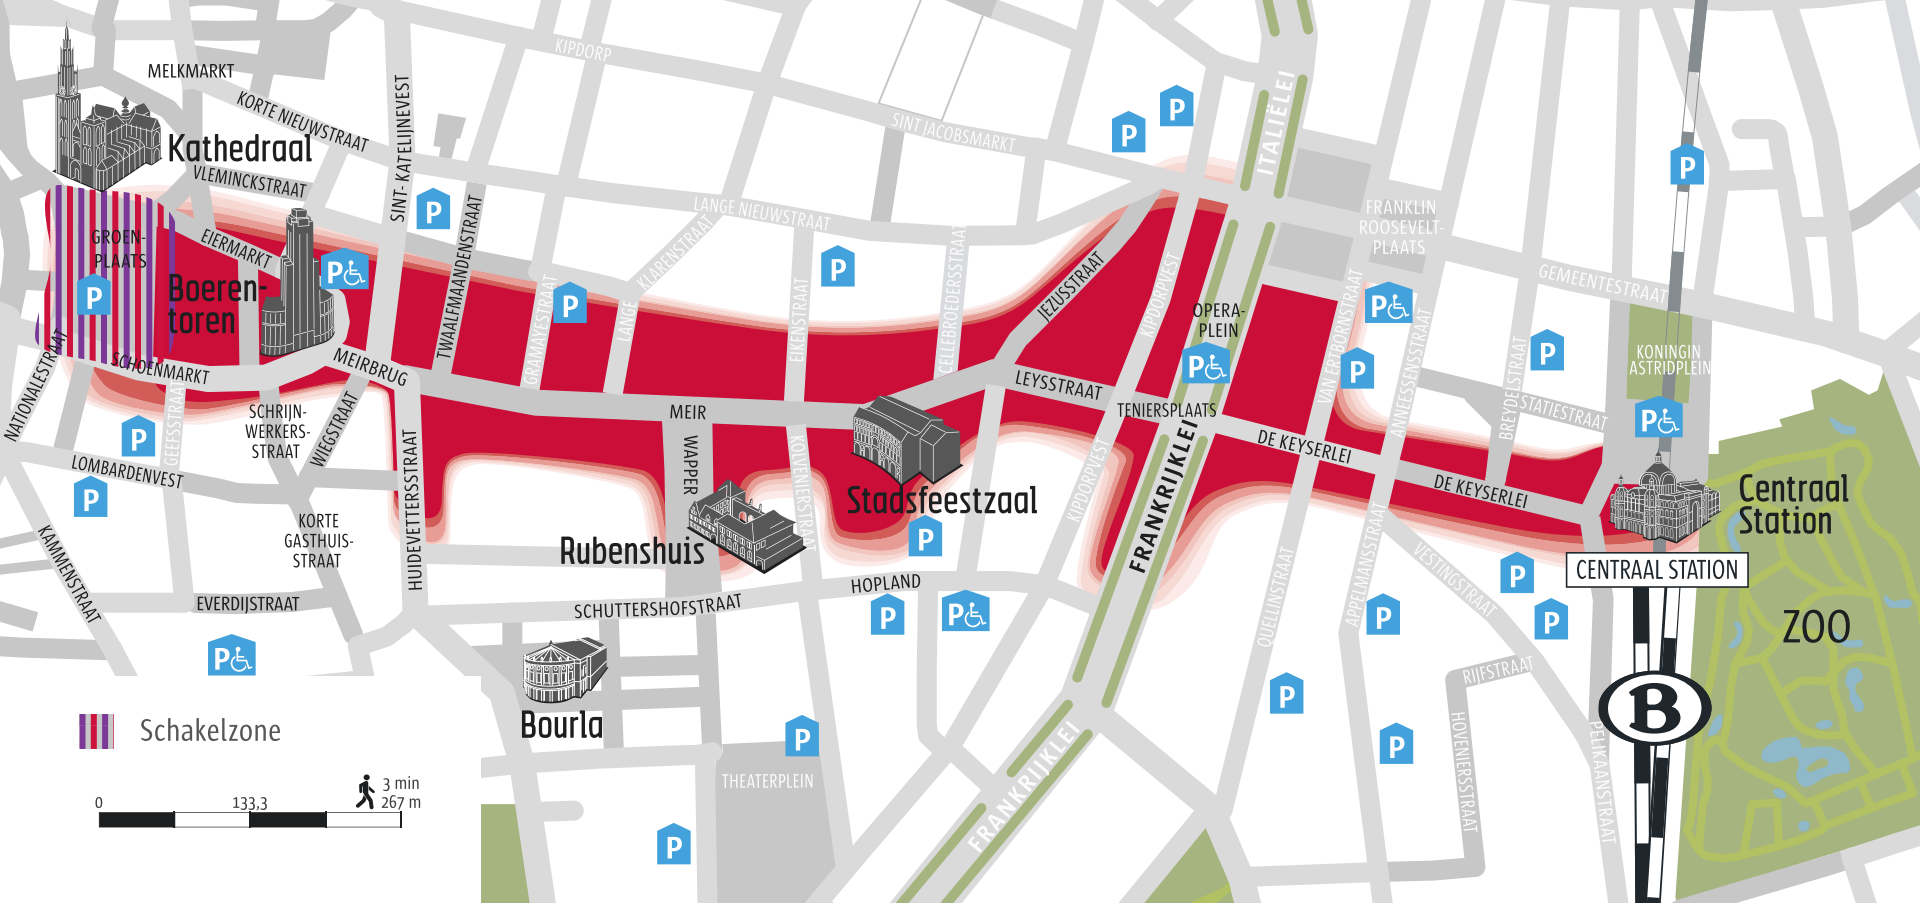 MELKMARKT
KORTE NIEUWSTRAAT
Kathedraal
VLEMINCKSTRAAT
SINT-KATELIJNEVEST
KIPDORP
SINT JACOBSMARKT
ITALIËLEI
P
P
P
P
FRANKLIN
ROOSEVELT-
PLAATS
GROEN-
PLAATS
EIERMARKT
Boeren-
toren
P
P
TWAALFMAANDENSTRAAT
LANGE NIEUWSTRAAT
KLARENSTRAAT
LANGE
GRAMAYESTRAAT
P
P
EIKENSTRAAT
CELLEBROEDERSSTRAAT
JEZUSSTRAAT
KIPDORPVEST
OPERA-
PLEIN
P
VAN ERTBORNSTRAAT
P
P
ANNEESSENSSTRAAT
GEMEENTESTRAAT
KONINGIN
ASTRIDPLEIN
P
P
BREYDELSTRAAT
STATIESTRAAT
NATIONALESTRAAT
SCHOENMARKT
MEIRBRUG
GEEFSSTRAAT
SCHRIJN-
WERKERS-
STRAAT
WIEGSTRAAT
P
LOMBARDENVEST
P
KAMMENSTRAAT
KORTE
GASTHUIS-
STRAAT
HUIDEVETTERSSTRAAT
EVERDIJSTRAAT
P
MEIR
WAPPER
Rubenshuis
KOLVENIERSTRAAT
Stadsfeestzaal
P
LEYSSTRAAT
TENIERSPLAATS
DE KEYSERLEI
DE KEYSERLEI
KIPDORPVEST
FRANKRIJKLEI
Centraal
Station
CENTRAAL STATION
ZOO
HOPLAND
SCHUTTERSHOFSTRAAT
P
P
Bourla
QUELLINSTRAAT
APPELMANSSTRAAT
VESTINGSTRAAT
P
P
P
P
P
RIJFSTRAAT
HOVENIERSSTRAAT
PELIKAANSTRAAT
B
THEATERPLEIN
P
P
FRANKRIJKLEI
Schakelzone
3 min
0 133,3 267 m